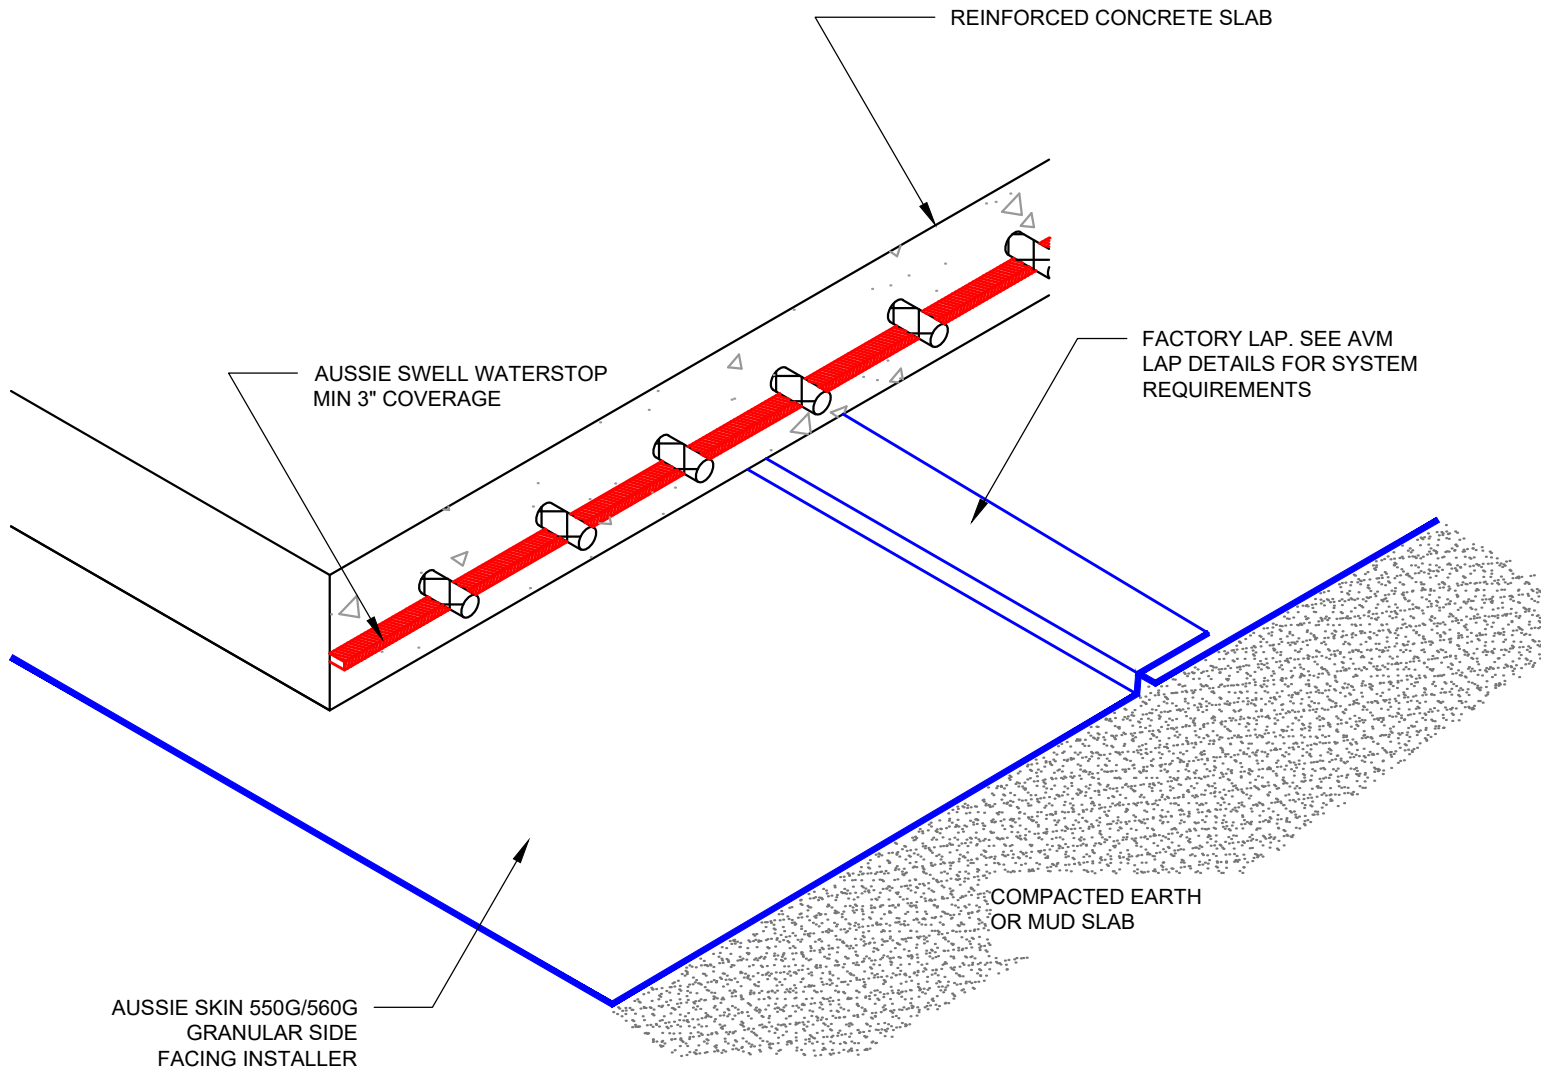 REINFORCED CONCRETE SLAB
FACTORY LAP. SEE AVM
LAP DETAILS FOR SYSTEM
REQUIREMENTS
AUSSIE SWELL WATERSTOP
MIN 3" COVERAGE
COMPACTED EARTH
OR MUD SLAB
AUSSIE SKIN 550G/560G
GRANULAR SIDE
FACING INSTALLER